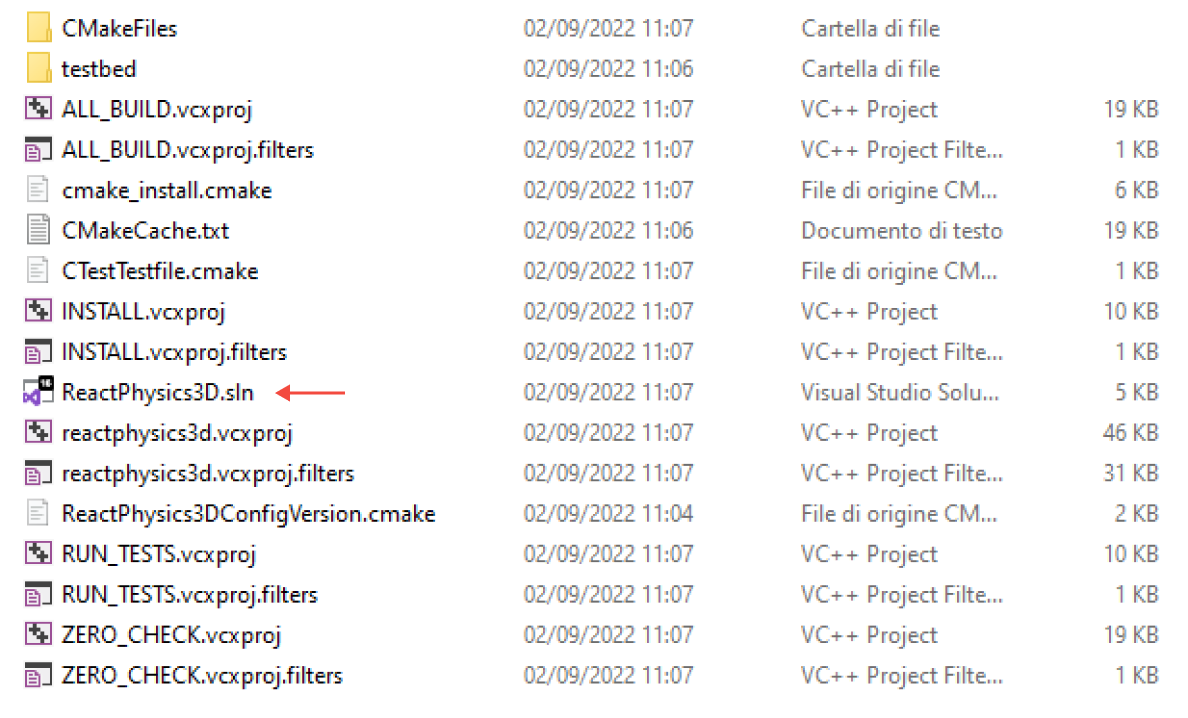 CMakeFiles 02/09/2022 11:07 Cartella di file
testbed 02/09/2022 11:06 Cartella di file
ALL_BUILD.vcxproj 02/09/2022 11:07 VC++ Project 19 KB
ALL_BUILD.vcxproj.filters 02/09/2022 11:07 VC++ Project Filte... 1 KB
cmake_install.cmake 02/09/2022 11:07 File di origine CM... 6 KB
CMakeCache.txt 02/09/2022 11:06 Documento di testo 19 KB
CTestTestfile.cmake 02/09/2022 11:07 File di origine CM... 1 KB
INSTALL.vcxproj 02/09/2022 11:07 VC++ Project 10 KB
INSTALL.vcxproj.filters 02/09/2022 11:07 VC++ Project Filte... 1 KB
16 ReactPhysics3D.sln 02/09/2022 11:07 Visual Studio Solu... 5 KB
reactphysics3d.vcxproj 02/09/2022 11:07 VC++ Project 46 KB
reactphysics3d.vcxproj.filters 02/09/2022 11:07 VC++ Project Filte... 31 KB
ReactPhysics3DConfigVersion.cmake 02/09/2022 11:04 File di origine CM... 2 KB
RUN_TESTS.vcxproj 02/09/2022 11:07 VC++ Project 10 KB
RUN_TESTS.vcxproj.filters 02/09/2022 11:07 VC++ Project Filte... 1 KB
ZERO_CHECK.vcxproj 02/09/2022 11:07 VC++ Project 19 KB
ZERO_CHECK.vcxproj.filters 02/09/2022 11:07 VC++ Project Filte... 1 KB